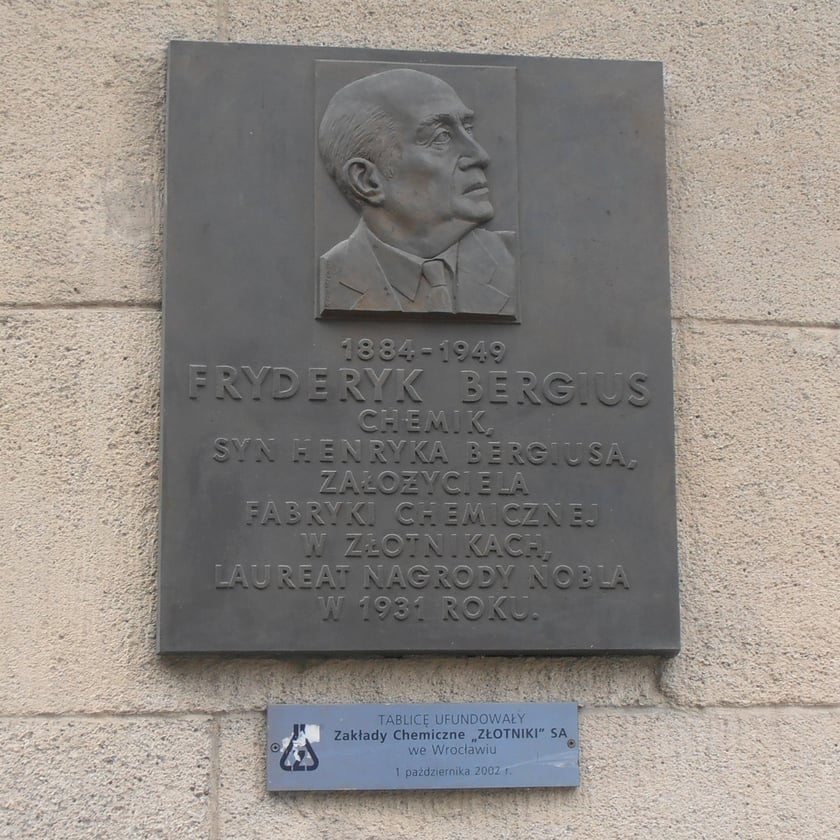 1884-1949
FRYDERYK BERGIUS
CHEMIK,
SYN HENRYKA BERGIUSA,
ZAŁOŻYCIELA
FABRYKI CHEMICZNEJ
W ZŁOTNIKACH,
LAUREAT NAGRODY NOBLA
W 1931 ROKU.
TABLICĘ UFUNDOWAŁY
Zakłady Chemiczne „ZŁOTNIKI” SA
we Wrocławiu
1 października 2002 r.